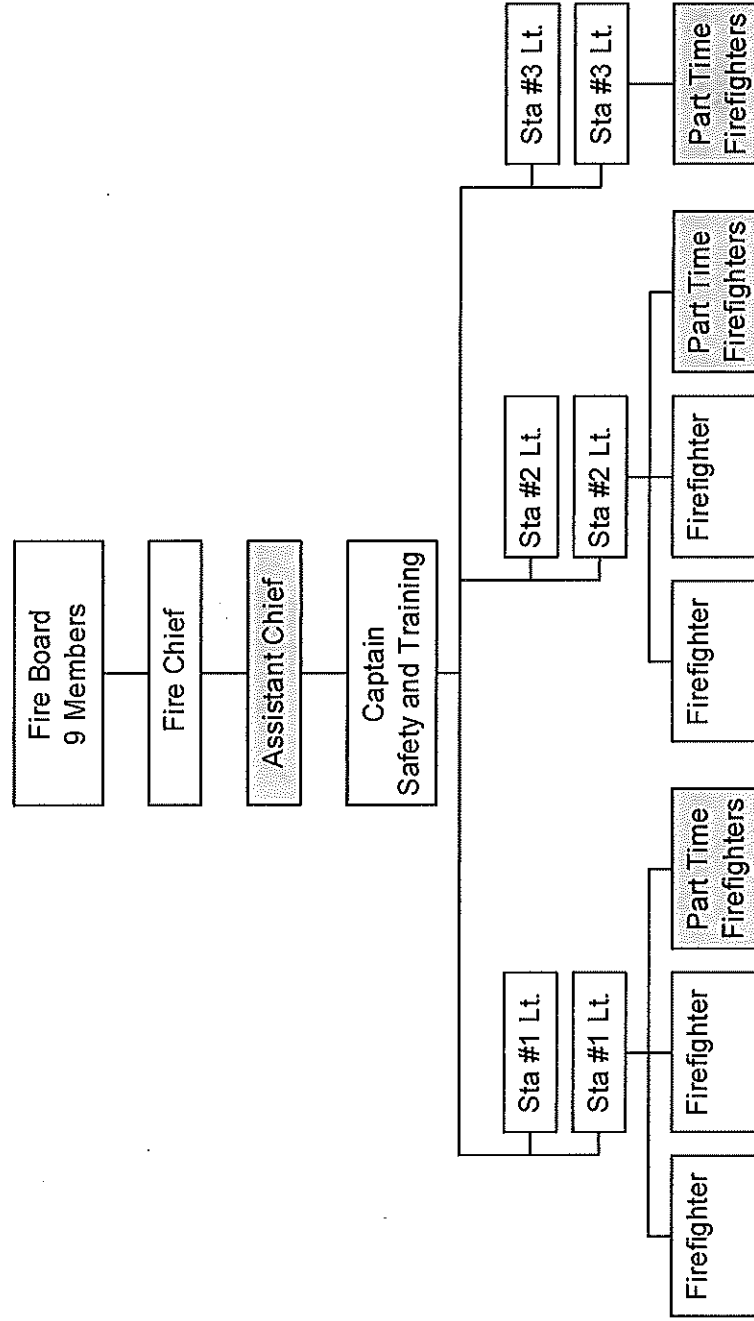 Fire Board
9 Members
Fire Chief
Assistant Chief
Captain
Safety and Training
Sta #1 Lt.
Sta #1 Lt.
Firefighter
Firefighter
Part Time
Firefighters
Sta #2 Lt.
Sta #2 Lt.
Firefighter
Firefighter
Part Time
Firefighters
Sta #3 Lt.
Sta #3 Lt.
Part Time
Firefighters